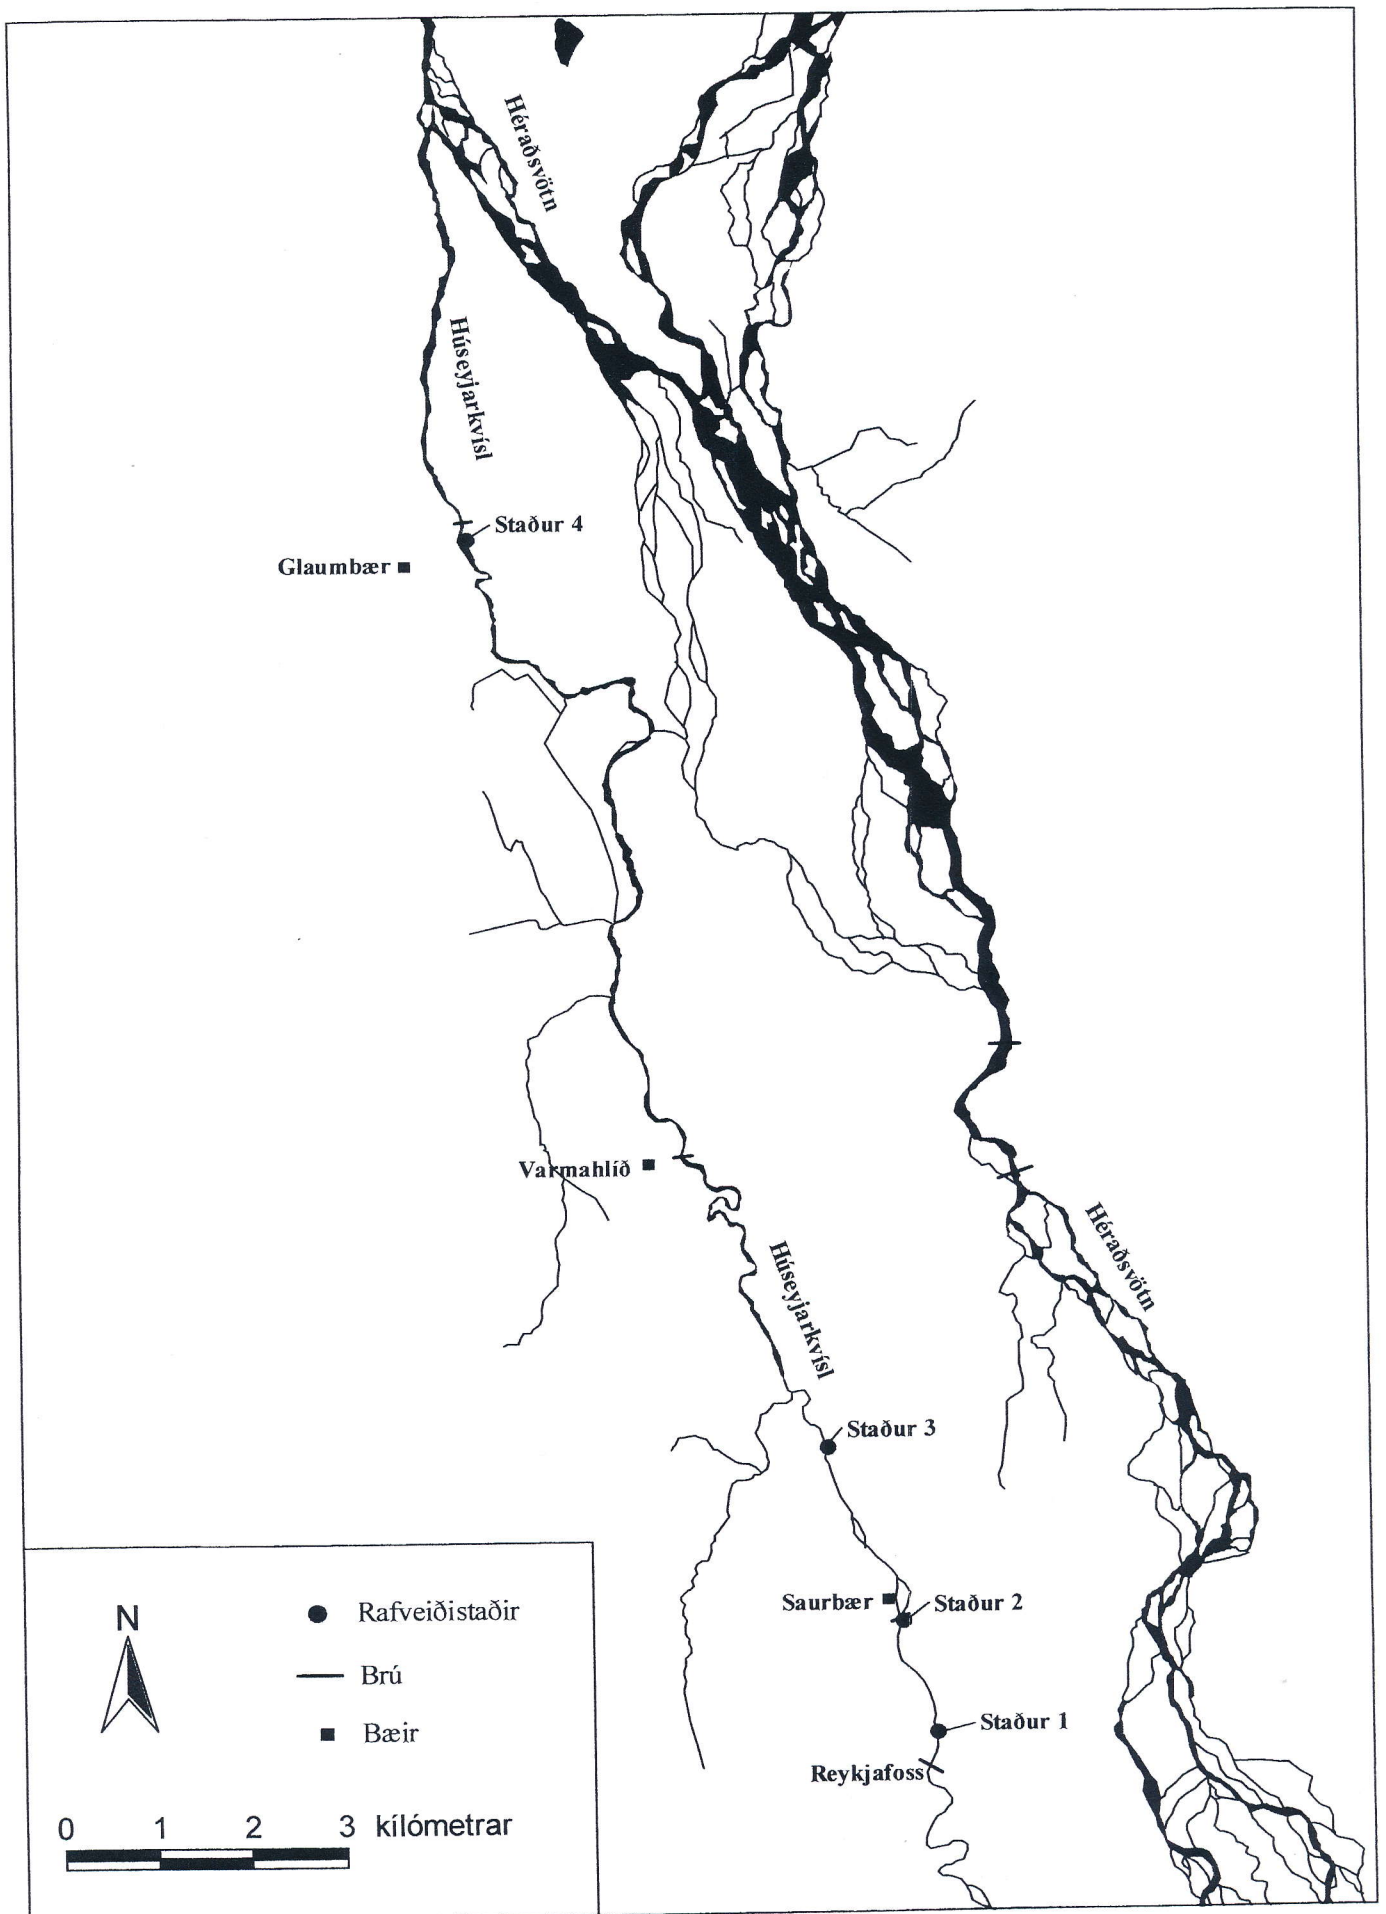 Héraðsvötn
Húseyjarkvísl
Staður 4
Glaumbær
Varmahlíð
Héraðsvötn
Húseyjarkvísl
Staður 3
Saurbær
Staður 2
Staður 1
Reykjafoss
N
Rafveiðistaðir
Brú
Bæir
0 1 2 3 kílómetrar